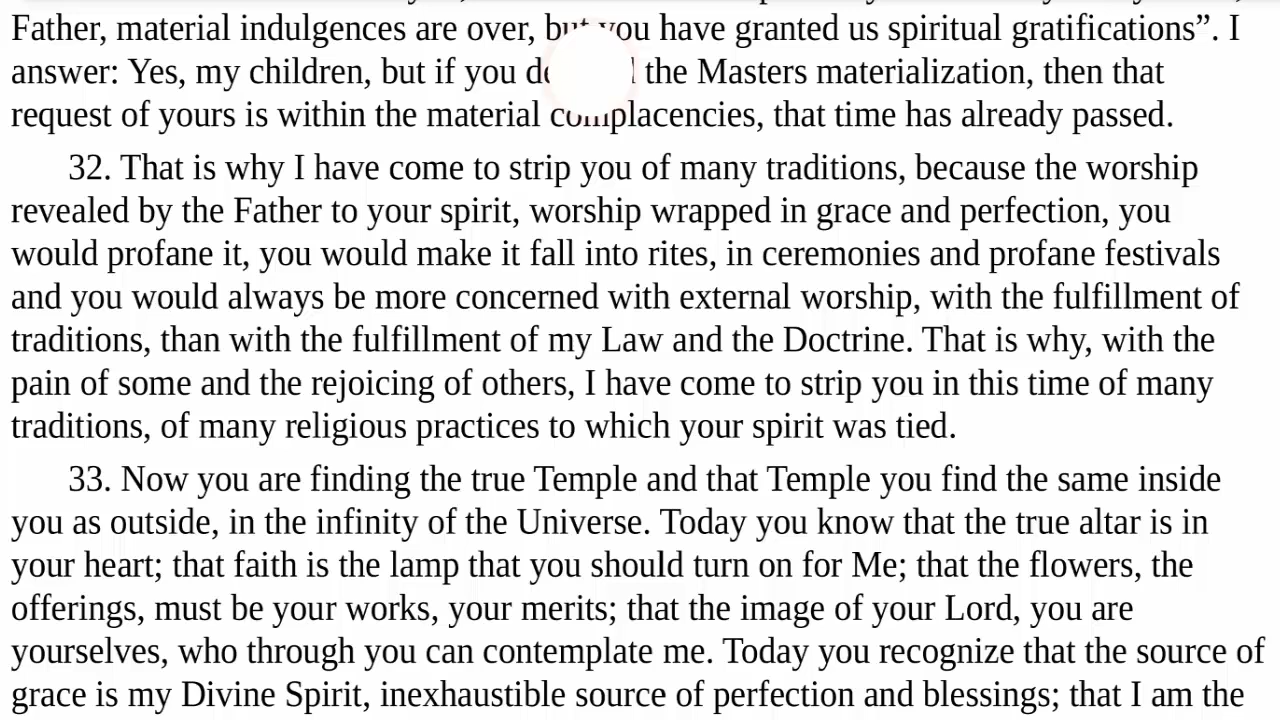 Father, material indulgences are over, but you have granted us spiritual gratifications”. I
answer: Yes, my children, but if you the Masters materialization, then that
request of yours is within the material complacencies, that time has already passed.
32. That is why I have come to strip you of many traditions, because the worship
revealed by the Father to your spirit, worship wrapped in grace and perfection, you
would profane it, you would make it fall into rites, in ceremonies and profane festivals
and you would always be more concerned with external worship, with the fulfillment of
traditions, than with the fulfillment of my Law and the Doctrine. That is why, with the
pain of some and the rejoicing of others, I have come to strip you in this time of many
traditions, of many religious practices to which your spirit was tied.
33. Now you are finding the true Temple and that Temple you find the same inside
you as outside, in the infinity of the Universe. Today you know that the true altar is in
your heart; that faith is the lamp that you should turn on for Me; that the flowers, the
offerings, must be your works, your merits; that the image of your Lord, you are
yourselves, who through you can contemplate me. Today you recognize that the source of
grace is my Divine Spirit, inexhaustible source of perfection and blessings; that I am the